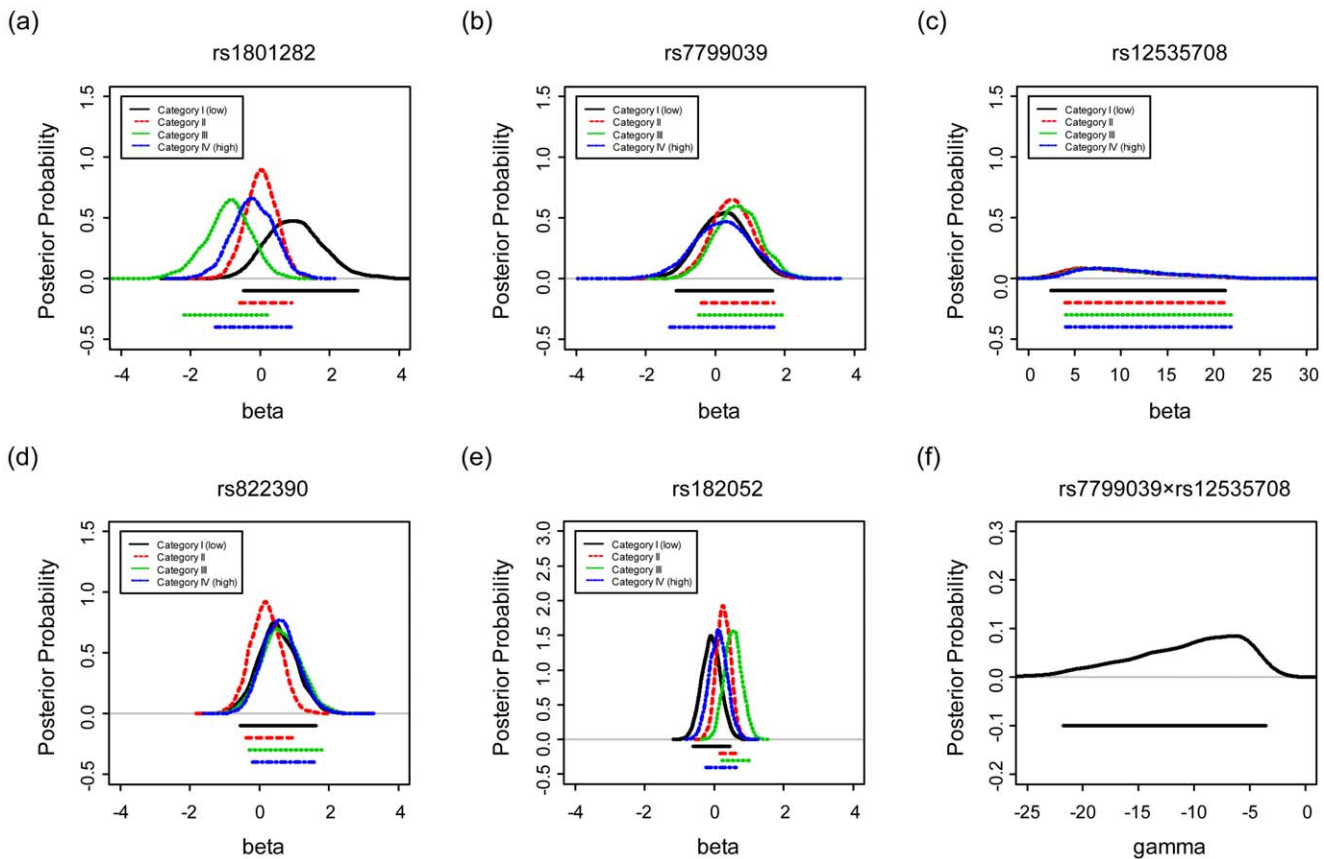 (a)
rs1801282
Posterior Probability
1.5
1.0
0.5
0.0
-0.5
Category I (low)
Category II
Category III
Category IV (high)
-4 -2 0 2 4
beta
(b)
rs7799039
Posterior Probability
1.5
1.0
0.5
0.0
-0.5
Category I (low)
Category II
Category III
Category IV (high)
-4 -2 0 2 4
beta
(c)
rs12535708
Posterior Probability
1.5
1.0
0.5
0.0
-0.5
Category I (low)
Category II
Category III
Category IV (high)
0 5 10 15 20 25 30
beta
(d)
rs822390
Posterior Probability
1.5
1.0
0.5
0.0
-0.5
Category I (low)
Category II
Category III
Category IV (high)
-4 -2 0 2 4
beta
(e)
rs182052
Posterior Probability
3.0
2.5
2.0
1.5
1.0
0.5
0.0
-0.5
Category I (low)
Category II
Category III
Category IV (high)
-4 -2 0 2 4
beta
(f)
rs7799039×rs12535708
Posterior Probability
0.3
0.2
0.1
0.0
-0.1
-0.2
-25 -20 -15 -10 -5 0
gamma